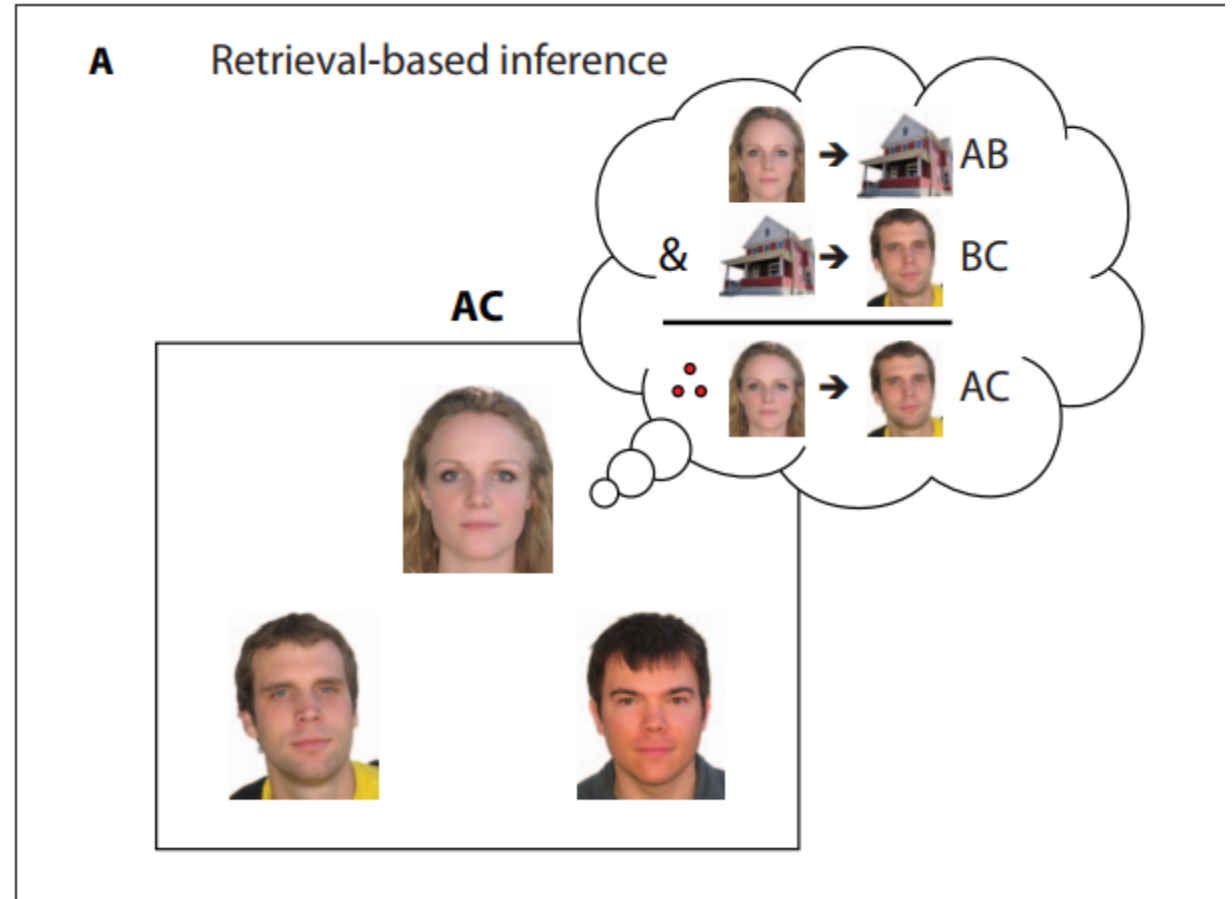 A Retrieval-based inference
➔ AB
& ➔ BC
AC
∴ ➔ AC